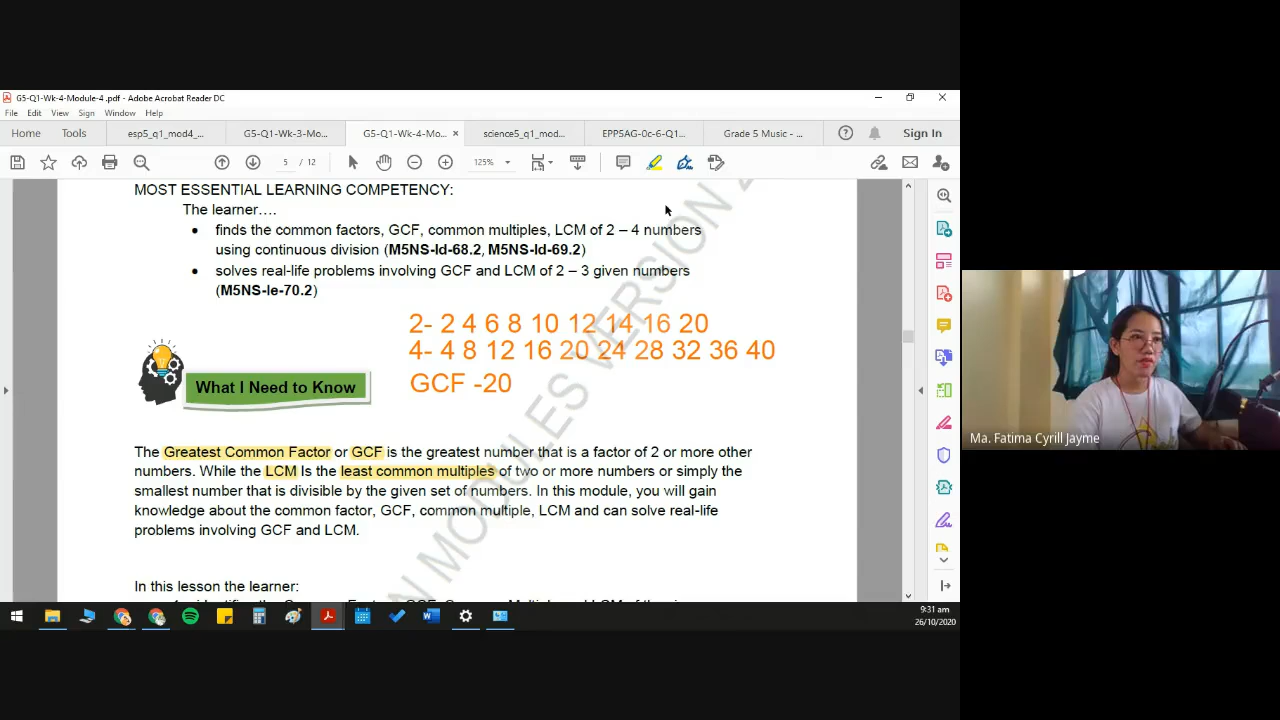 G5-Q1-Wk-4-Module-4 .pdf - Adobe Acrobat Reader DC
File Edit View Sign Window Help
Home Tools esp5_q1_mod4_... G5-Q1-Wk-3-Mo... G5-Q1-Wk-4-Mo... × science5_q1_mod... EPP5AG-0c-6-Q1... Grade 5 Music - ... Sign In
5 / 12 125%
MOST ESSENTIAL LEARNING COMPETENCY:
The learner….
• finds the common factors, GCF, common multiples, LCM of 2 – 4 numbers
using continuous division (M5NS-Id-68.2, M5NS-Id-69.2)
• solves real-life problems involving GCF and LCM of 2 – 3 given numbers
(M5NS-Ie-70.2)
2- 2 4 6 8 10 12 14 16 20
4- 4 8 12 16 20 24 28 32 36 40
GCF -20
What I Need to Know
The Greatest Common Factor or GCF is the greatest number that is a factor of 2 or more other
numbers. While the LCM Is the least common multiples of two or more numbers or simply the
smallest number that is divisible by the given set of numbers. In this module, you will gain
knowledge about the common factor, GCF, common multiple, LCM and can solve real-life
problems involving GCF and LCM.
In this lesson the learner:
N MODULES VERSION 2
Ma. Fatima Cyrill Jayme
9:31 am
26/10/2020